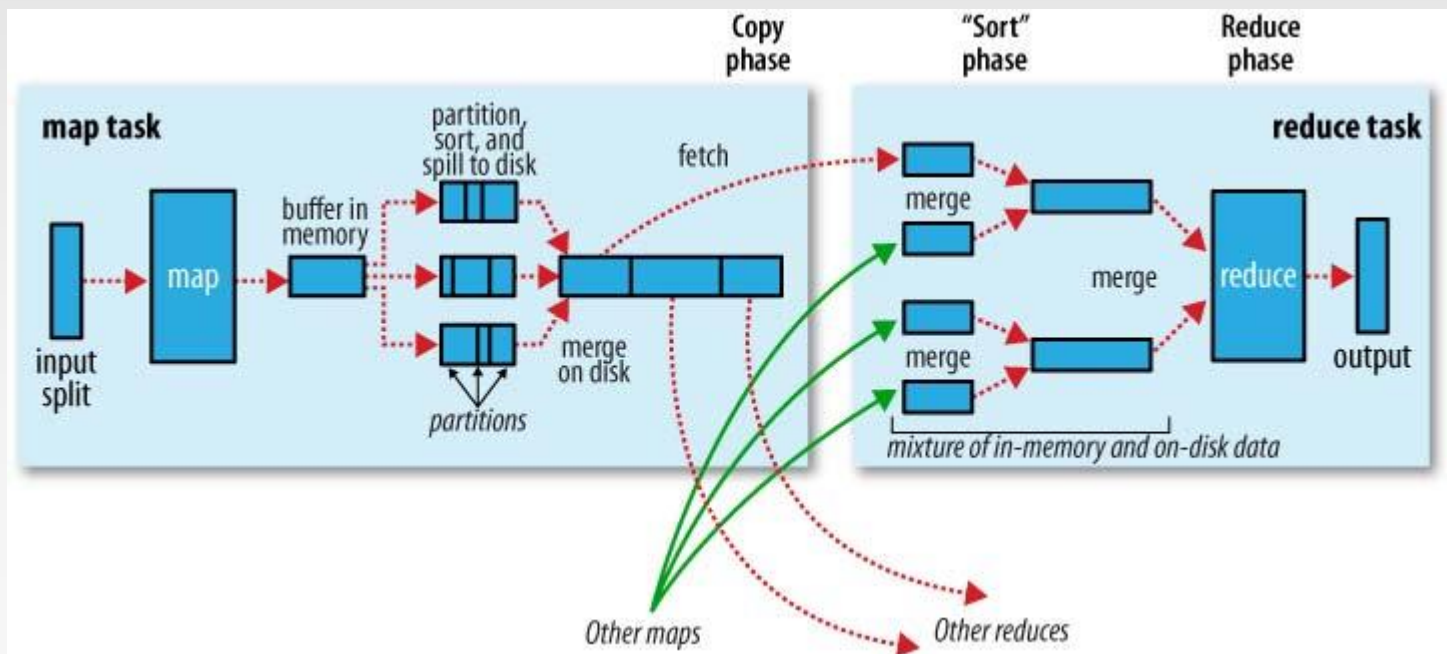 Copy
phase
“Sort”
phase
Reduce
phase
map task
reduce task
partition,
sort, and
spill to disk
fetch
buffer in
memory
map
input
split
merge
on disk
partitions
merge
merge
merge
reduce
output
mixture of in-memory and on-disk data
Other maps
Other reduces